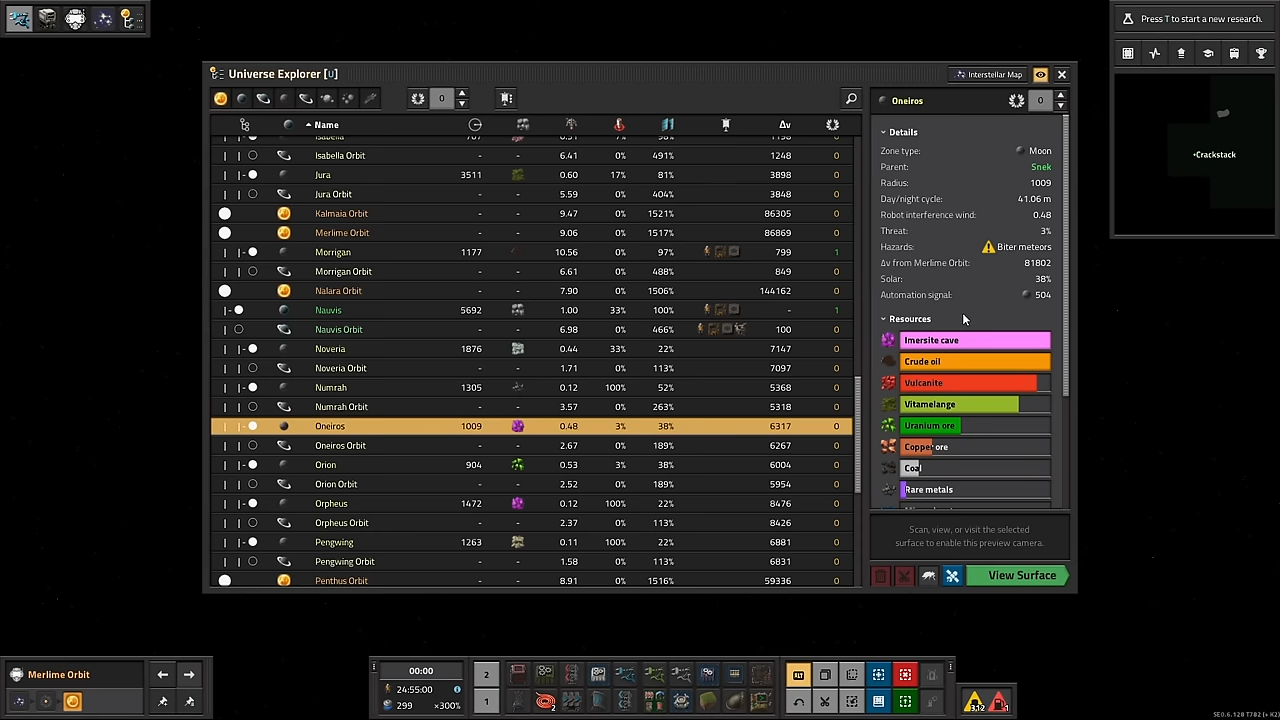 Press T to start a new research.
Universe Explorer [U]
Interstellar Map
0
Oneiros 0
Name Δv
Isabella 6.51 98% 0
Isabella Orbit - - 6.41 0% 491% 1248 0
Jura 3511 0.60 17% 81% 3898 0
Jura Orbit - - 5.59 0% 404% 3848 0
Kalmaia Orbit - - 9.47 0% 1521% 86305 0
Merlime Orbit - - 9.06 0% 1517% 86869 0
Morrigan 1177 10.56 0% 97% 799 1
Morrigan Orbit - - 6.61 0% 488% 849 0
Nalara Orbit - - 7.90 0% 1506% 144162 0
Nauvis 5692 1.00 33% 100% - 1
Nauvis Orbit - - 6.98 0% 466% 100 0
Noveria 1876 0.44 33% 22% 7147 0
Noveria Orbit - - 1.71 0% 113% 7097 0
Numrah 1305 0.12 100% 52% 5368 0
Numrah Orbit - - 3.57 0% 263% 5318 0
Oneiros 1009 0.48 3% 38% 6317 0
Oneiros Orbit - - 2.67 0% 189% 6267 0
Orion 904 0.53 3% 38% 6004 0
Orion Orbit - - 2.52 0% 189% 5954 0
Orpheus 1472 0.12 100% 22% 8476 0
Orpheus Orbit - - 2.37 0% 113% 8426 0
Pengwing 1263 0.11 100% 22% 6881 0
Pengwing Orbit - - 1.58 0% 113% 6831 0
Penthus Orbit - - 8.91 0% 1516% 59336 0
Details
Zone type: Moon
Parent: Snek
Radius: 1009
Day/night cycle: 41.06 m
Robot interference wind: 0.48
Threat: 3%
Hazards: Biter meteors
Δv from Merlime Orbit: 81802
Solar: 38%
Automation signal: 504
Resources
Imersite cave
Crude oil
Vulcanite
Vitamelange
Uranium ore
Copper ore
Coal
Rare metals
Scan, view, or visit the selected
surface to enable this preview camera.
View Surface
Crackstack
Merlime Orbit
00:00
24:55:00
299 ×300%
2
1
ALT
SE0.6.128 T782 [+ K2]